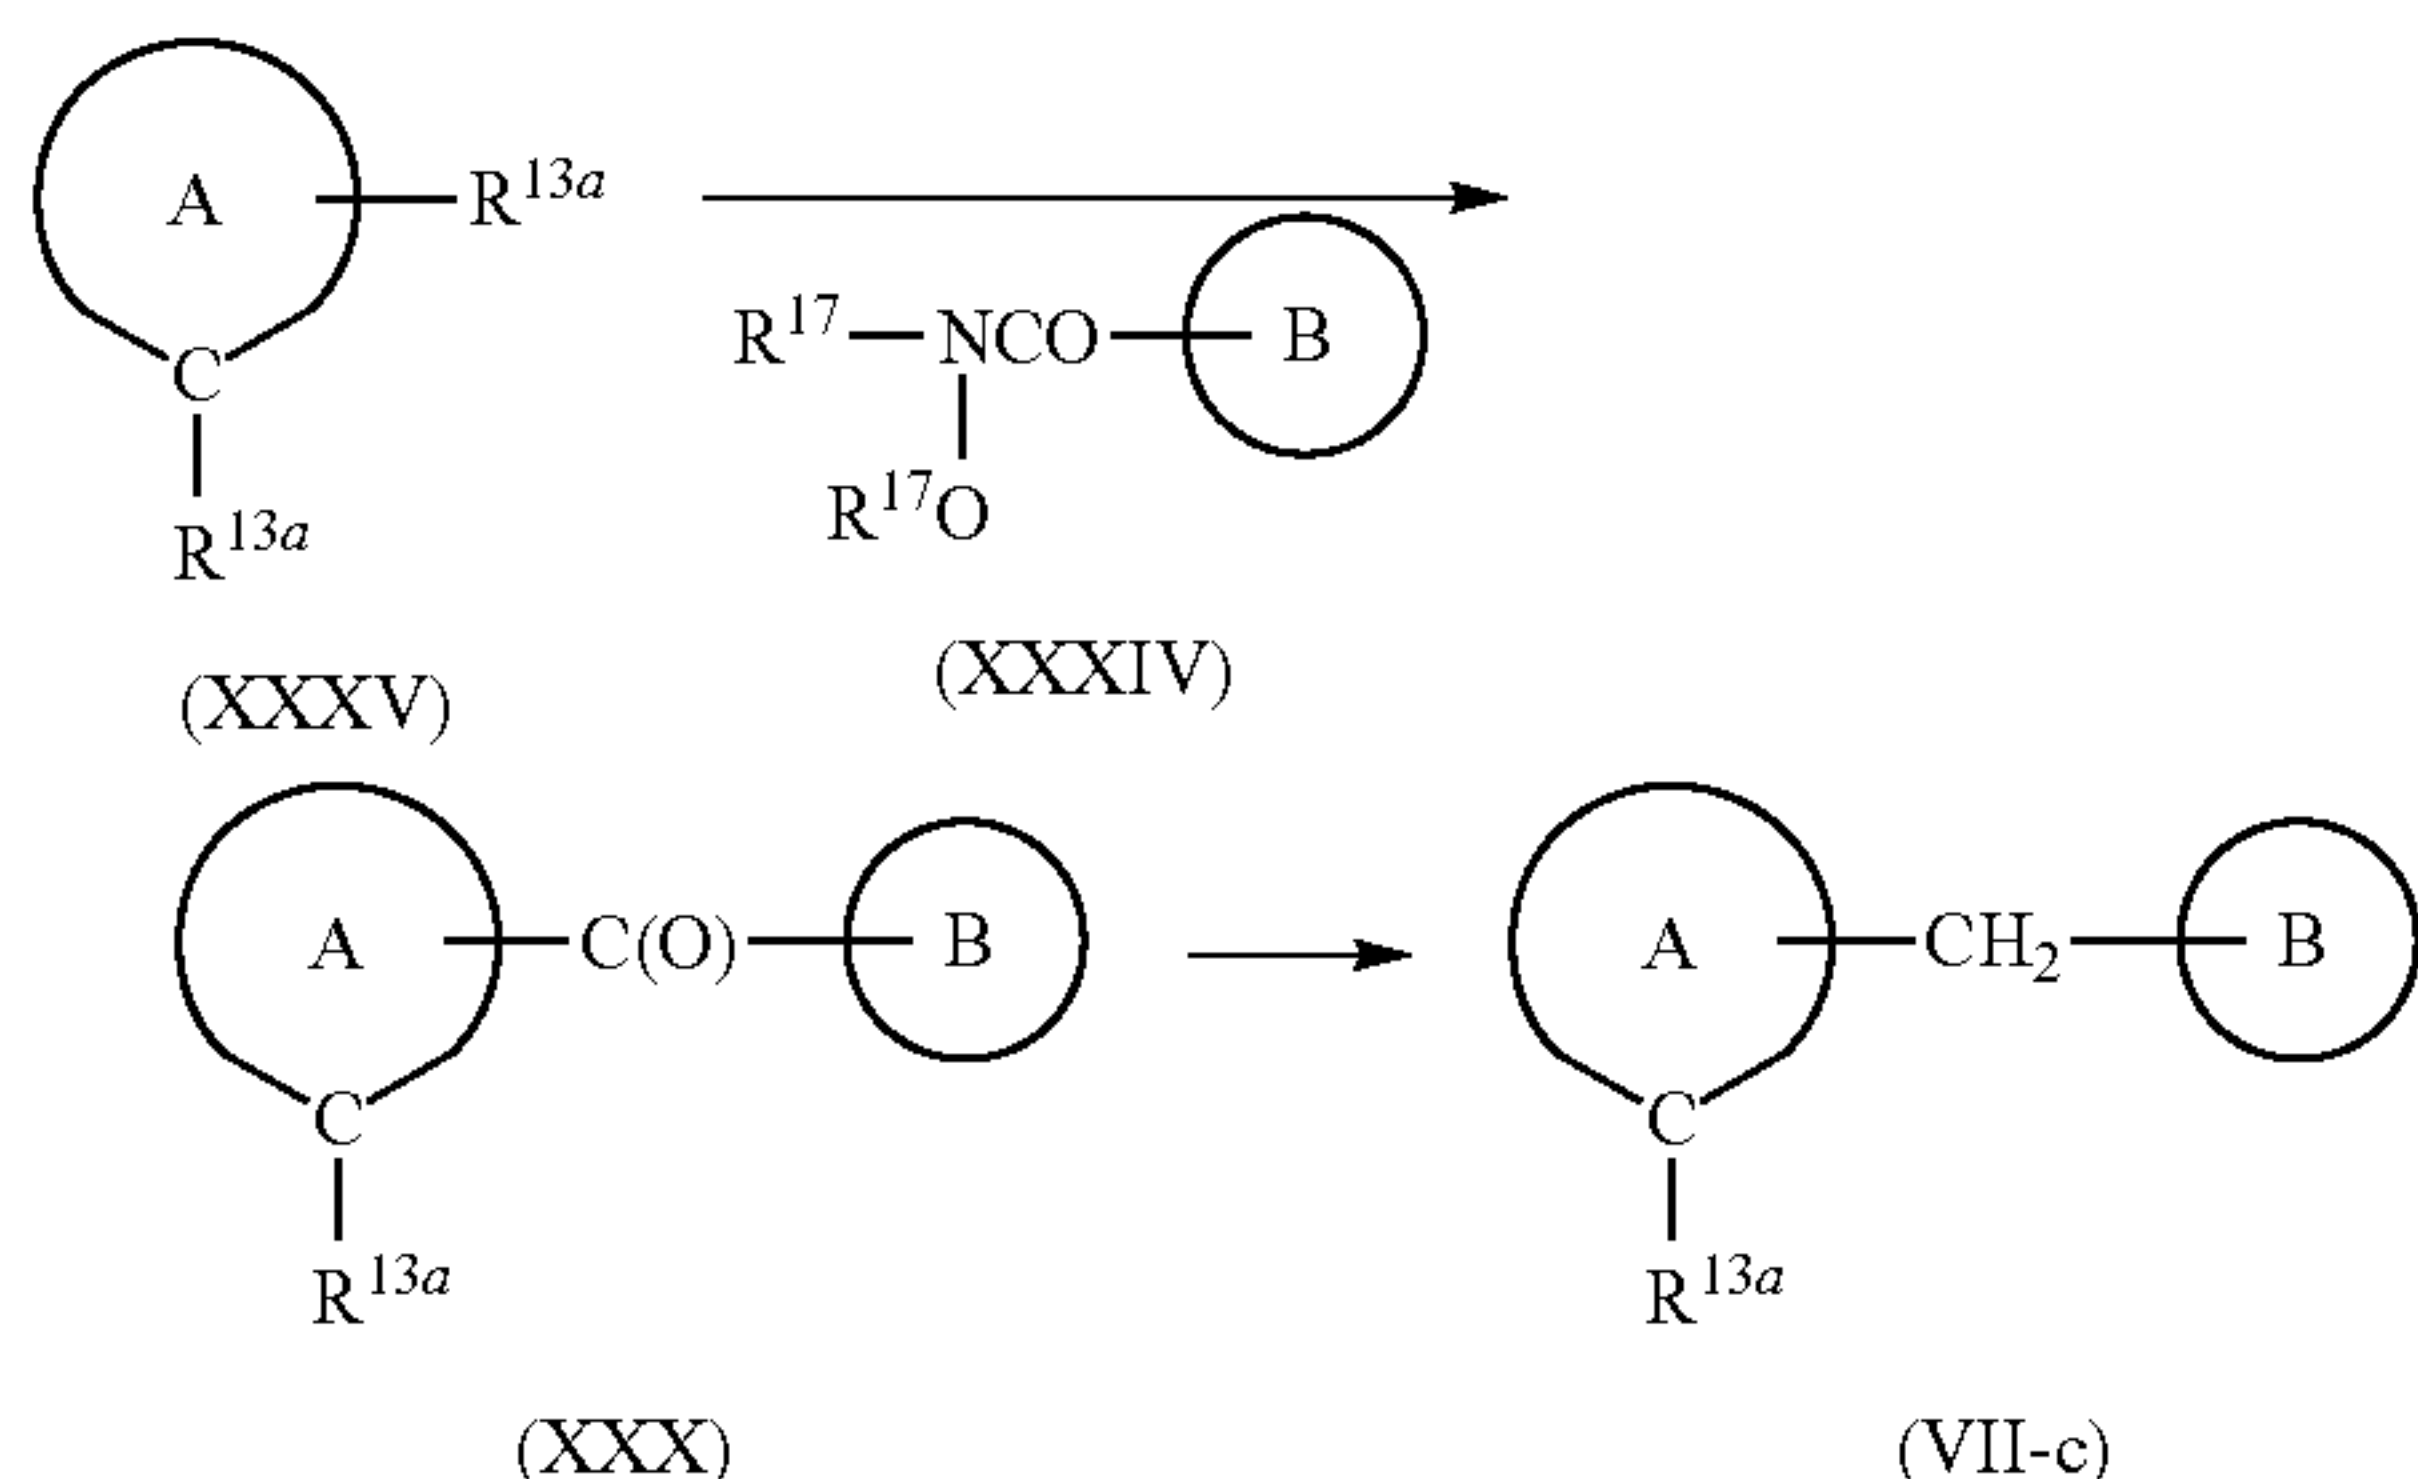 A R13a
R17 NCO B
C
R17O
R13a
(XXXIV)
(XXXV)
A C(O) B A CH2 B
C C
R13a R13a
(XXX) (VII-c)